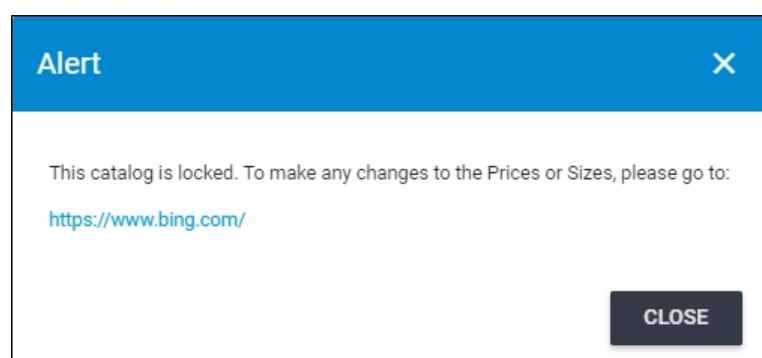 Alert
This catalog is locked. To make any changes to the Prices or Sizes, please go to:
https://www.bing.com/
CLOSE